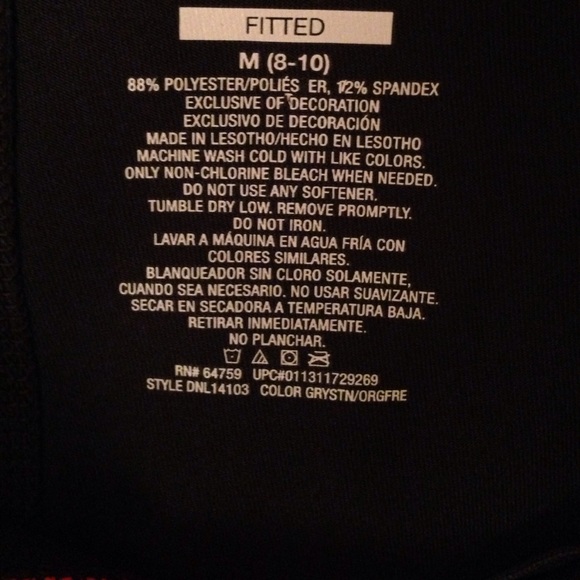 FITTED
M (8-10)
88% POLYESTER/POLIÉS ER, 12% SPANDEX
EXCLUSIVE OF DECORATION
EXCLUSIVO DE DECORACIÓN
MADE IN LESOTHO/HECHO EN LESOTHO
MACHINE WASH COLD WITH LIKE COLORS.
ONLY NON-CHLORINE BLEACH WHEN NEEDED.
DO NOT USE ANY SOFTENER.
TUMBLE DRY LOW. REMOVE PROMPTLY.
DO NOT IRON.
LAVAR A MÁQUINA EN AGUA FRÍA CON
COLORES SIMILARES.
BLANQUEADOR SIN CLORO SOLAMENTE,
CUANDO SEA NECESARIO. NO USAR SUAVIZANTE.
SECAR EN SECADORA A TEMPERATURA BAJA.
RETIRAR INMEDIATAMENTE.
NO PLANCHAR.
RN# 64759 UPC#011311729269
STYLE DNL14103 COLOR GRYSTN/ORGFRE